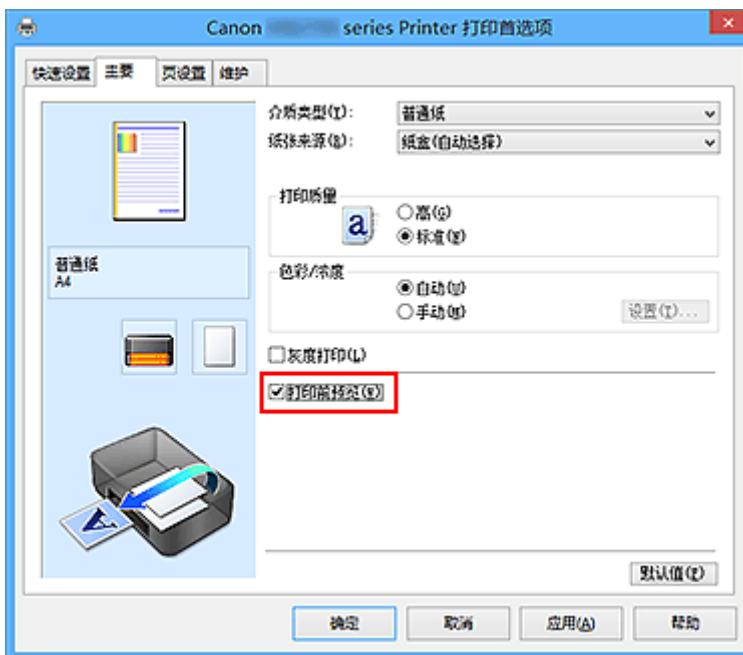 Canon series Printer 打印首选项
快速设置 主要 页设置 维护
介质类型(Y): 普通纸
纸张来源(S): 纸盒(自动选择)
打印质量
a
高(G)
标准(N)
普通纸
A4
色彩/浓度
自动(U)
手动(M)
设置(T)...
灰度打印(L)
打印前预览(R)
A
默认值(F)
确定 取消 应用(A) 帮助